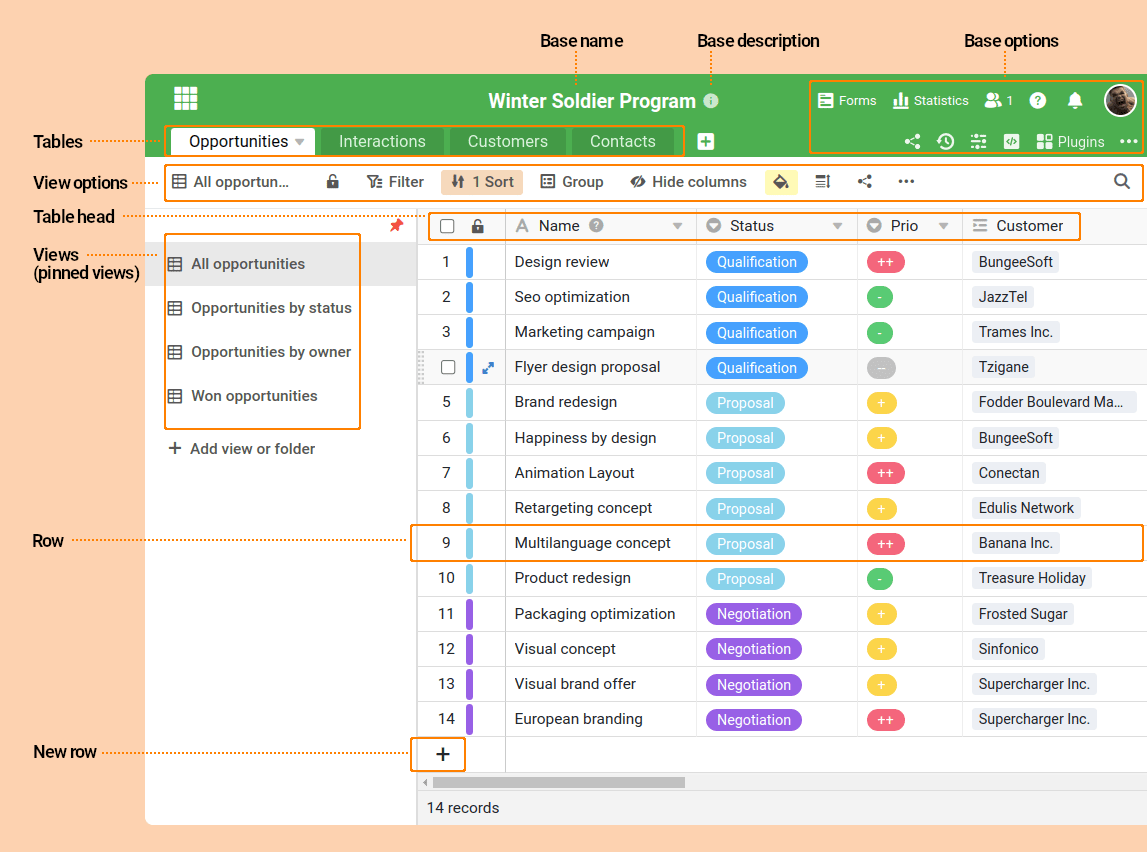 Base name
Base description
Base options
Winter Soldier Program
Forms
Statistics
1
Tables
Opportunities
Interactions
Customers
Contacts
Plugins
View options
All opportun...
Filter
1 Sort
Group
Hide columns
Table head
Name
Status
Prio
Customer
Views
(pinned views)
All opportunities
Opportunities by status
Opportunities by owner
Won opportunities
+ Add view or folder
1 Design review Qualification ++ BungeeSoft
2 Seo optimization Qualification - JazzTel
3 Marketing campaign Qualification - Trames Inc.
Flyer design proposal Qualification -- Tzigane
5 Brand redesign Proposal + Fodder Boulevard Ma...
6 Happiness by design Proposal + BungeeSoft
7 Animation Layout Proposal ++ Conectan
8 Retargeting concept Proposal + Edulis Network
Row
9 Multilanguage concept Proposal ++ Banana Inc.
10 Product redesign Proposal - Treasure Holiday
11 Packaging optimization Negotiation + Frosted Sugar
12 Visual concept Negotiation + Sinfonico
13 Visual brand offer Negotiation + Supercharger Inc.
14 European branding Negotiation ++ Supercharger Inc.
New row
+
14 records